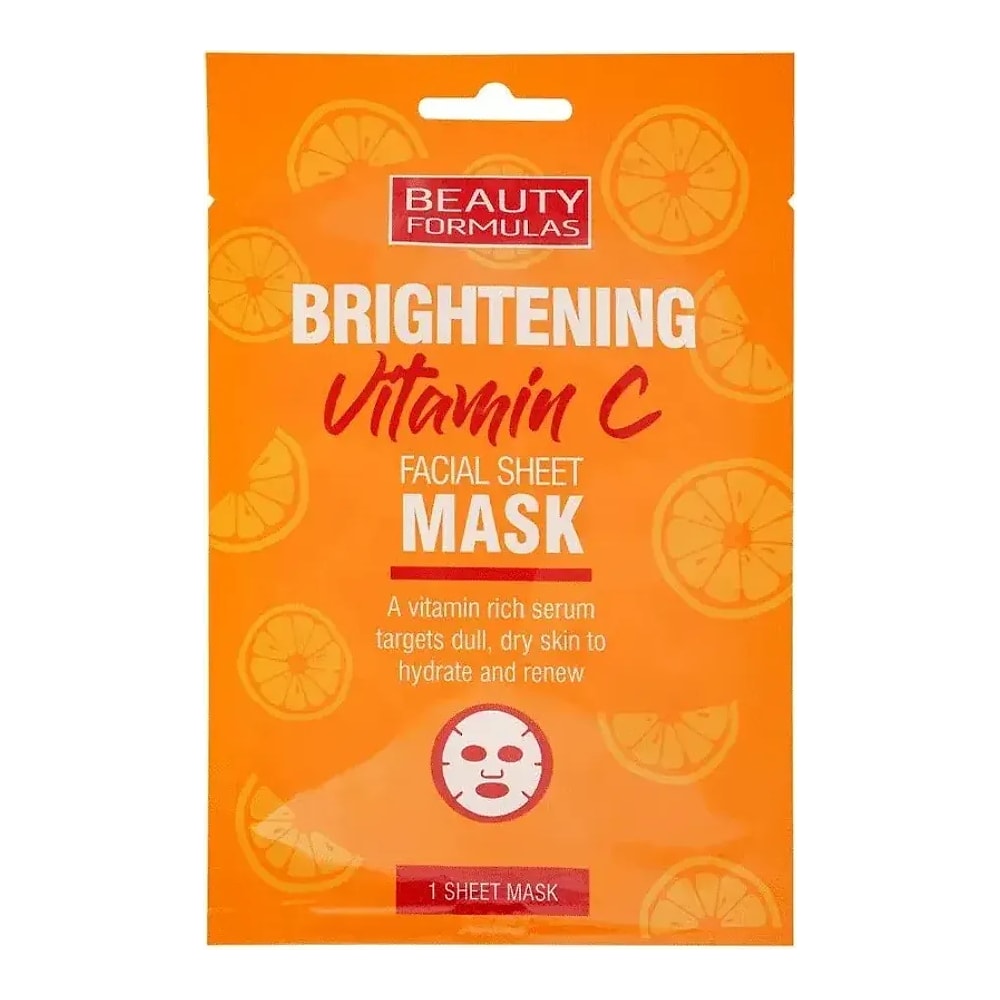 BEAUTY
FORMULAS
BRIGHTENING
Vitamin C
FACIAL SHEET
MASK
A vitamin rich serum
targets dull, dry skin to
hydrate and renew
1 SHEET MASK